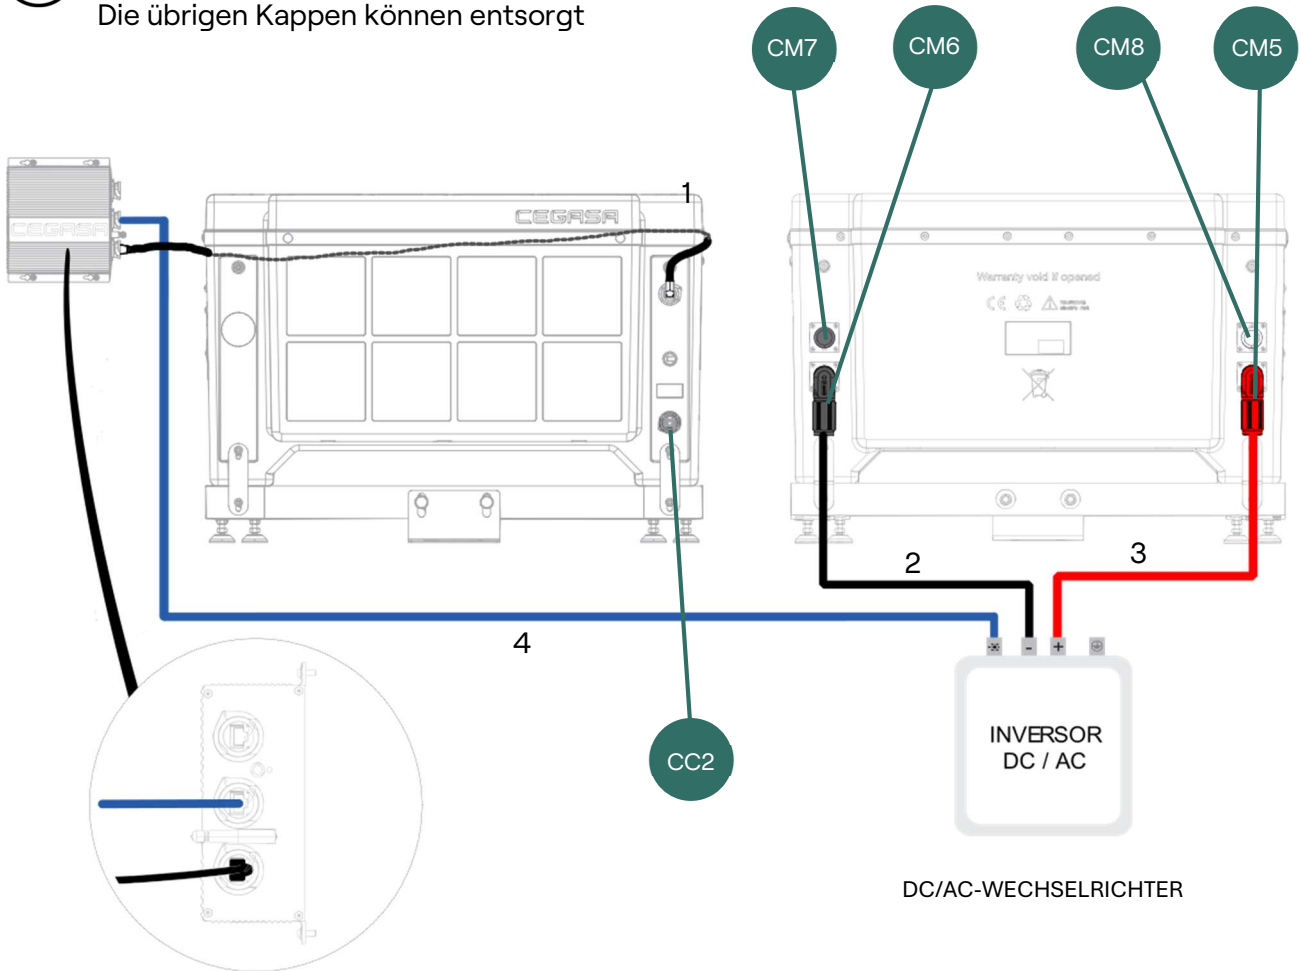 Die übrigen Kappen können entsorgt
CM7
CM6
CM8
CM5
CEGASA
1
CEGASA
Warranty void if opened
CE
2
3
4
-
+
CC2
INVERSOR
DC / AC
DC/AC-WECHSELRICHTER